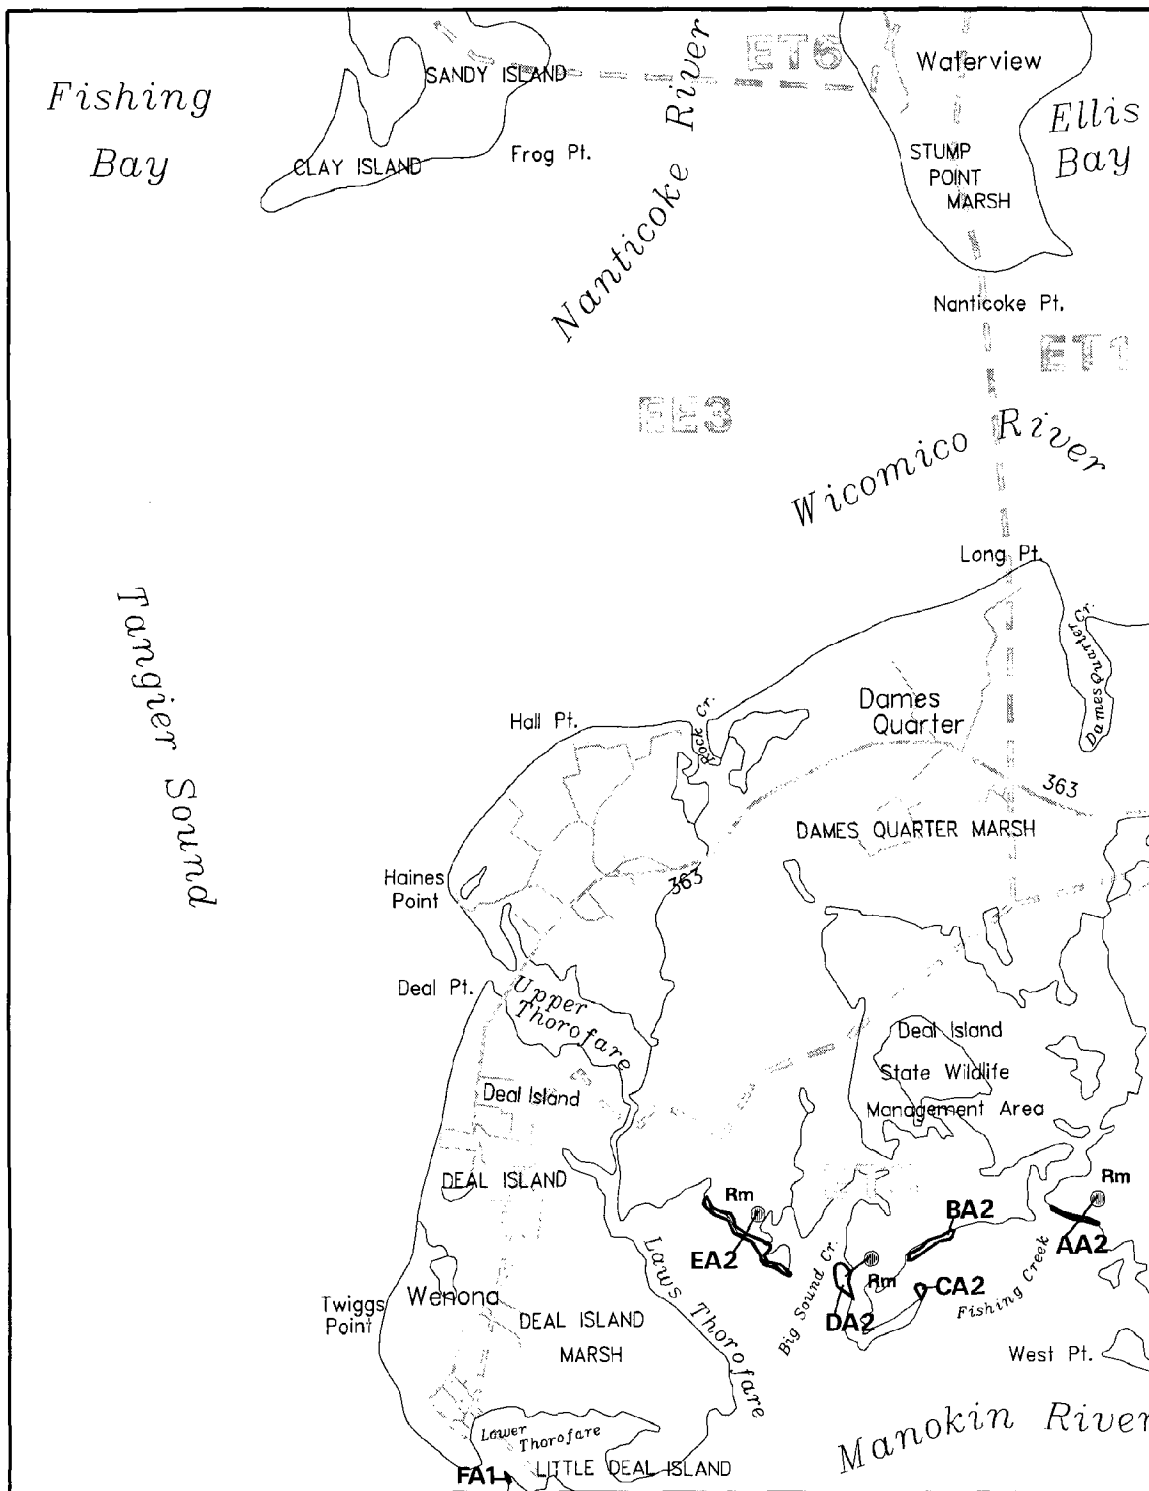 ET6
Waterview
SANDY ISLAND
Fishing
Bay
Ellis
Bay
Frog Pt.
CLAY ISLAND
STUMP
POINT
MARSH
Nanticoke River
Nanticoke Pt.
ET1
EE3
Wicomico River
Long Pt.
Tangier Sound
Dames Quarter Cr.
Dames
Quarter
Hall Pt.
Rock Cr.
363
DAMES QUARTER MARSH
Haines
Point
363
Deal Pt.
Upper
Thorofare
Deal Island
State Wildlife
Management Area
Deal Island
DEAL ISLAND
Rm
Rm
BA2
AA2
EA2
Rm
CA2
DA2
Big Sound Cr.
Fishing Creek
Laws Thorofare
Wenona
Twiggs
Point
DEAL ISLAND
MARSH
West Pt.
Manokin River
Lower
Thorofare
FA1
LITTLE DEAL ISLAND